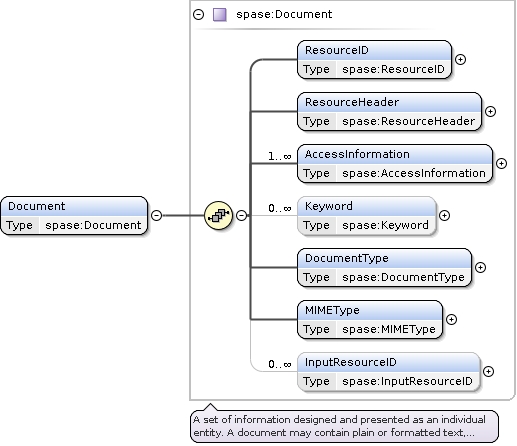 spase:Document
ResourceID
Type spase:ResourceID
ResourceHeader
Type spase:ResourceHeader
1..∞
AccessInformation
Type spase:AccessInformation
Document
Type spase:Document
0..∞
Keyword
Type spase:Keyword
DocumentType
Type spase:DocumentType
MIMEType
Type spase:MIMEType
0..∞
InputResourceID
Type spase:InputResourceID
A set of information designed and presented as an individual
entity. A document may contain plain or formatted text,...